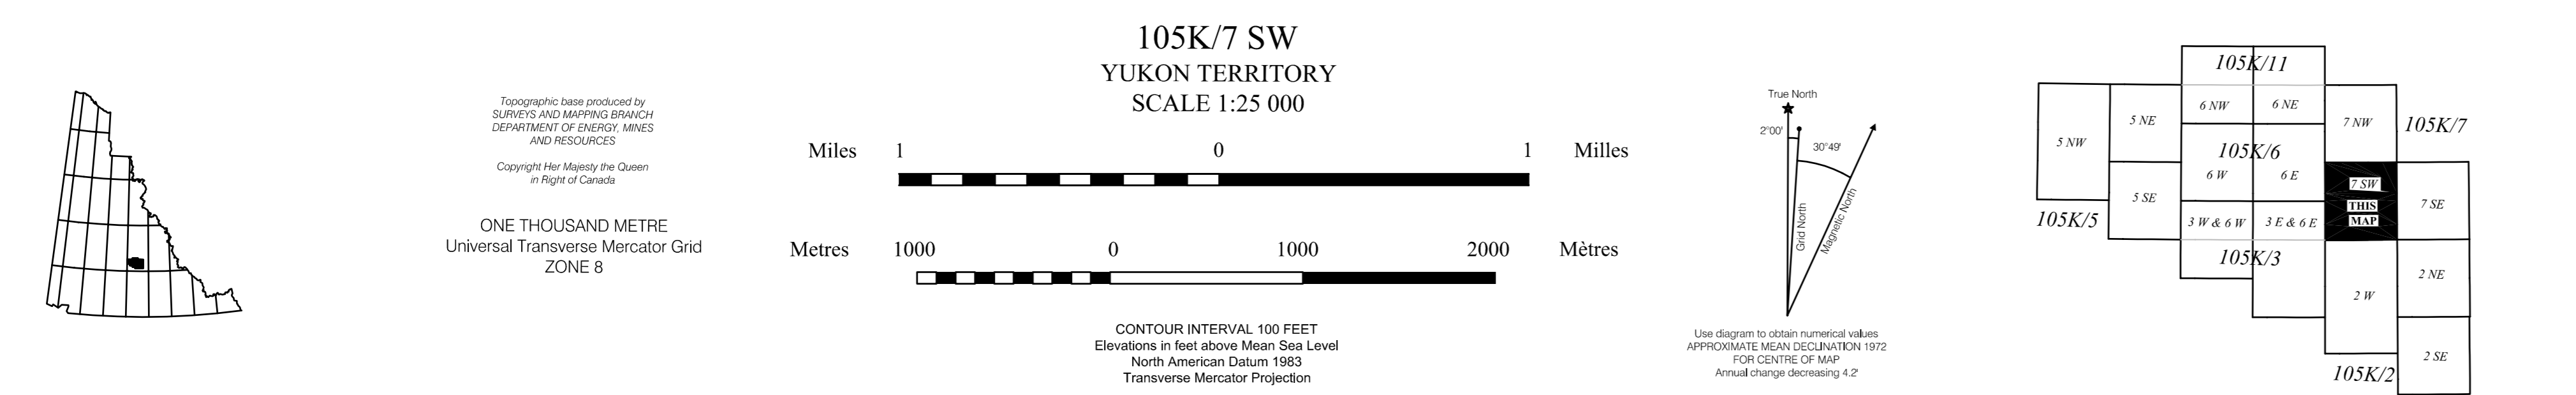 Topographic base produced by
SURVEYS AND MAPPING BRANCH
DEPARTMENT OF ENERGY, MINES
AND RESOURCES
Copyright Her Majesty the Queen
in Right of Canada
ONE THOUSAND METRE
Universal Transverse Mercator Grid
ZONE 8
105K/7 SW
YUKON TERRITORY
SCALE 1:25 000
Miles 1 0 1 Milles
Metres 1000 0 1000 2000 Mètres
CONTOUR INTERVAL 100 FEET
Elevations in feet above Mean Sea Level
North American Datum 1983
Transverse Mercator Projection
True North
2°00'
30°49'
Grid North
Magnetic North
Use diagram to obtain numerical values
APPROXIMATE MEAN DECLINATION 1972
FOR CENTRE OF MAP
Annual change decreasing 4.2'
105K/11
6 NW 6 NE
5 NE
7 NW
105K/7
5 NW
105K/6
6 W 6 E
7 SW
THIS
MAP
5 SE
7 SE
105K/5
3 W & 6 W 3 E & 6 E
105K/3
2 NE
2 W
2 SE
105K/2